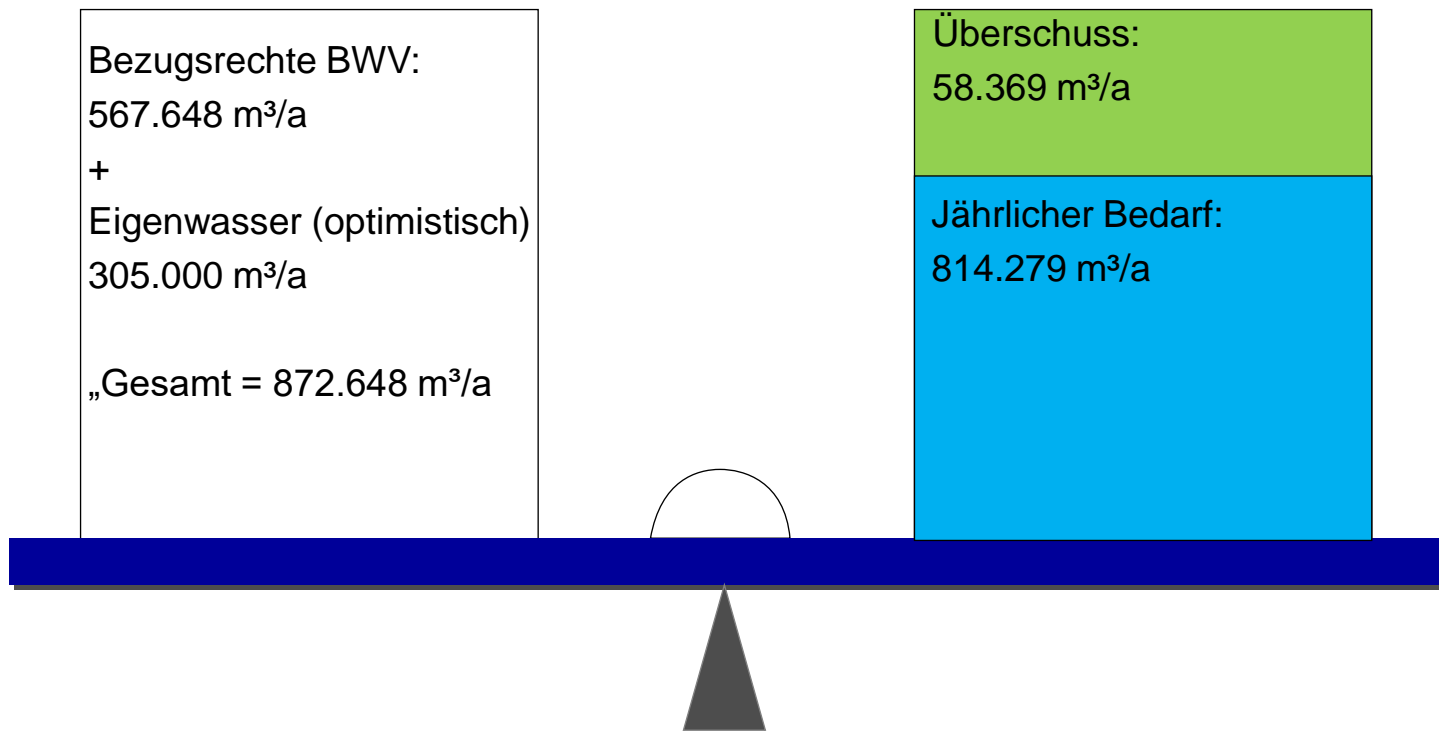 Bezugsrechte BWV:
567.648 m³/a
+
Eigenwasser (optimistisch)
305.000 m³/a
„Gesamt = 872.648 m³/a
Überschuss:
58.369 m³/a
Jährlicher Bedarf:
814.279 m³/a